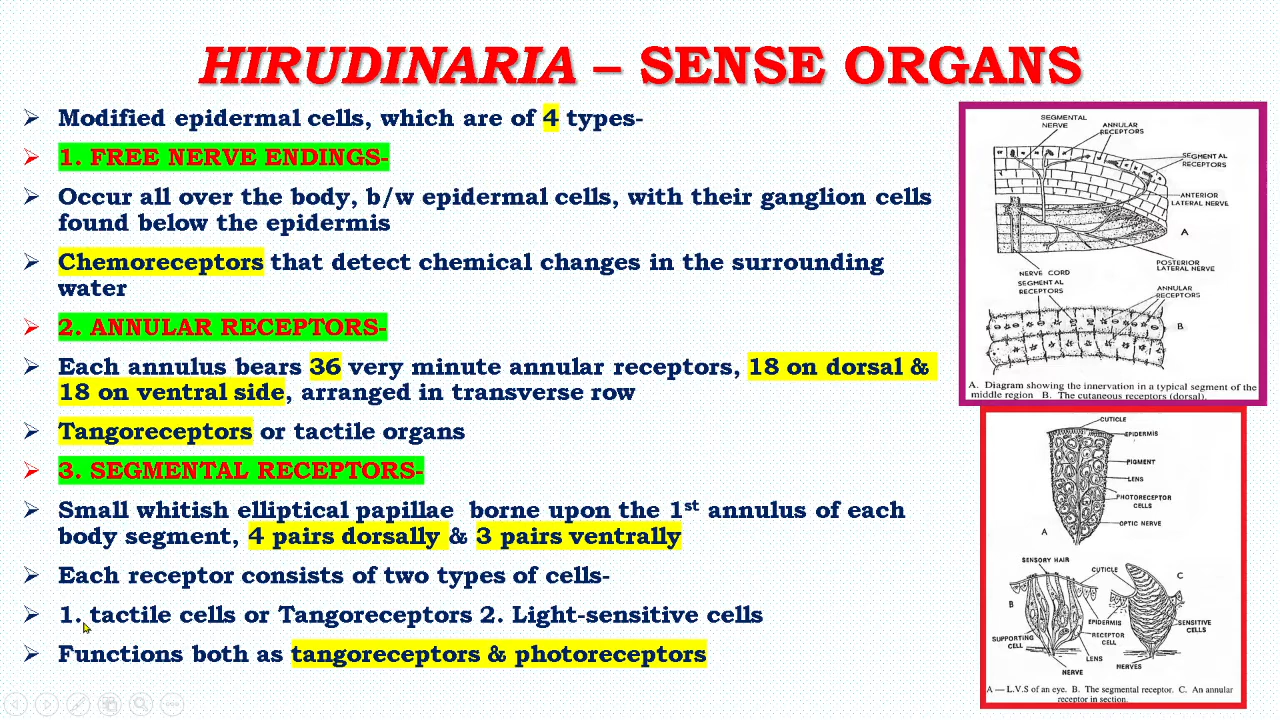 HIRUDINARIA – SENSE ORGANS
Modified epidermal cells, which are of 4 types-
1. FREE NERVE ENDINGS-
Occur all over the body, b/w epidermal cells, with their ganglion cells
found below the epidermis
Chemoreceptors that detect chemical changes in the surrounding
water
2. ANNULAR RECEPTORS-
Each annulus bears 36 very minute annular receptors, 18 on dorsal &
18 on ventral side, arranged in transverse row
Tangoreceptors or tactile organs
3. SEGMENTAL RECEPTORS-
Small whitish elliptical papillae borne upon the 1st annulus of each
body segment, 4 pairs dorsally & 3 pairs ventrally
Each receptor consists of two types of cells-
1. tactile cells or Tangoreceptors 2. Light-sensitive cells
Functions both as tangoreceptors & photoreceptors
SEGMENTAL
NERVE
ANNULAR
RECEPTORS
SEGMENTAL
RECEPTORS
ANTERIOR
LATERAL NERVE
A
POSTERIOR
LATERAL NERVE
NERVE CORD
SEGMENTAL
RECEPTORS
ANNULAR
RECEPTORS
B
A. Diagram showing the innervation in a typical segment of the
middle region B. The cutaneous receptors (dorsal).
CUTICLE
EPIDERMIS
PIGMENT
LENS
PHOTORECEPTOR
CELLS
OPTIC NERVE
A
SENSORY HAIR
CUTICLE
C
B
EPIDERMIS
SENSITIVE
CELLS
SUPPORTING
CELL
RECEPTOR
CELL
LENS
NERVES
NERVE
A — L.V.S of an eye. B. The segmental receptor. C. An annular
receptor in section.